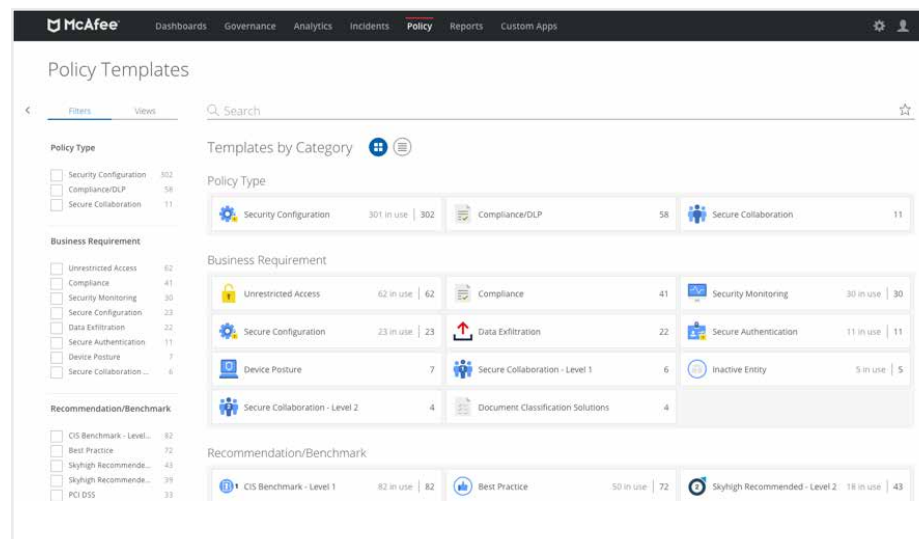 McAfee Dashboards Governance Analytics Incidents Policy Reports Custom Apps
Policy Templates
Filters Views
Search
Policy Type
Security Configuration 302
Compliance/DLP 58
Secure Collaboration 11
Business Requirement
Unrestricted Access 62
Compliance 41
Security Monitoring 30
Secure Configuration 23
Data Exfiltration 22
Secure Authentication 11
Device Posture 7
Secure Collaboration ... 6
Recommendation/Benchmark
CIS Benchmark - Level... 82
Best Practice 72
Skyhigh Recommende... 43
Skyhigh Recommende... 39
PCI DSS 33
Templates by Category
Policy Type
Security Configuration 301 in use | 302
Compliance/DLP 58
Secure Collaboration 11
Business Requirement
Unrestricted Access 62 in use | 62
Compliance 41
Security Monitoring 30 in use | 30
Secure Configuration 23 in use | 23
Data Exfiltration 22
Secure Authentication 11 in use | 11
Device Posture 7
Secure Collaboration - Level 1 6
Inactive Entity 5 in use | 5
Secure Collaboration - Level 2 4
Document Classification Solutions 4
Recommendation/Benchmark
1 CIS Benchmark - Level 1 82 in use | 82
Best Practice 50 in use | 72
2 Skyhigh Recommended - Level 2 18 in use | 43